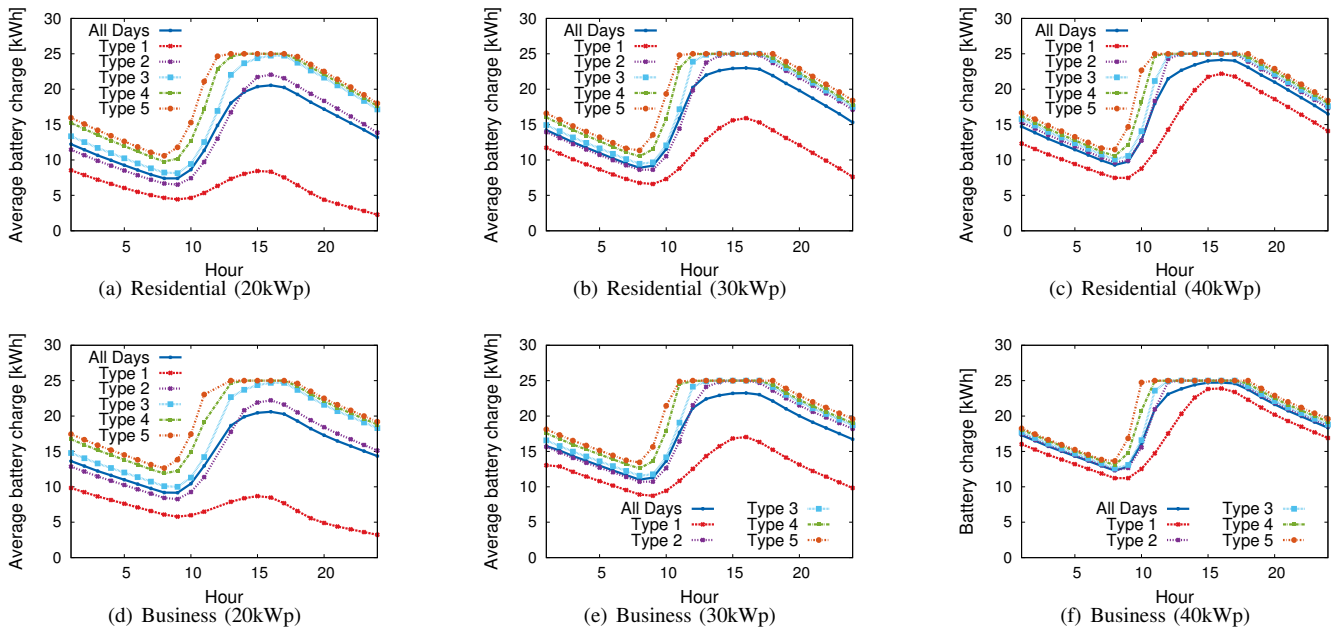 Average battery charge [kWh]
30
25
20
15
10
5
0
All Days
Type 1
Type 2
Type 3
Type 4
Type 5
5 10 15 20
Hour
(a) Residential (20kWp)
Average battery charge [kWh]
30
25
20
15
10
5
0
All Days
Type 1
Type 2
Type 3
Type 4
Type 5
5 10 15 20
Hour
(b) Residential (30kWp)
Average battery charge [kWh]
30
25
20
15
10
5
0
All Days
Type 1
Type 2
Type 3
Type 4
Type 5
5 10 15 20
Hour
(c) Residential (40kWp)
Average battery charge [kWh]
30
25
20
15
10
5
0
All Days
Type 1
Type 2
Type 3
Type 4
Type 5
5 10 15 20
Hour
(d) Business (20kWp)
Average battery charge [kWh]
30
25
20
15
10
5
0
All Days Type 3
Type 1 Type 4
Type 2 Type 5
5 10 15 20
Hour
(e) Business (30kWp)
Battery charge [kWh]
30
25
20
15
10
5
0
All Days Type 3
Type 1 Type 4
Type 2 Type 5
5 10 15 20
Hour
(f) Business (40kWp)